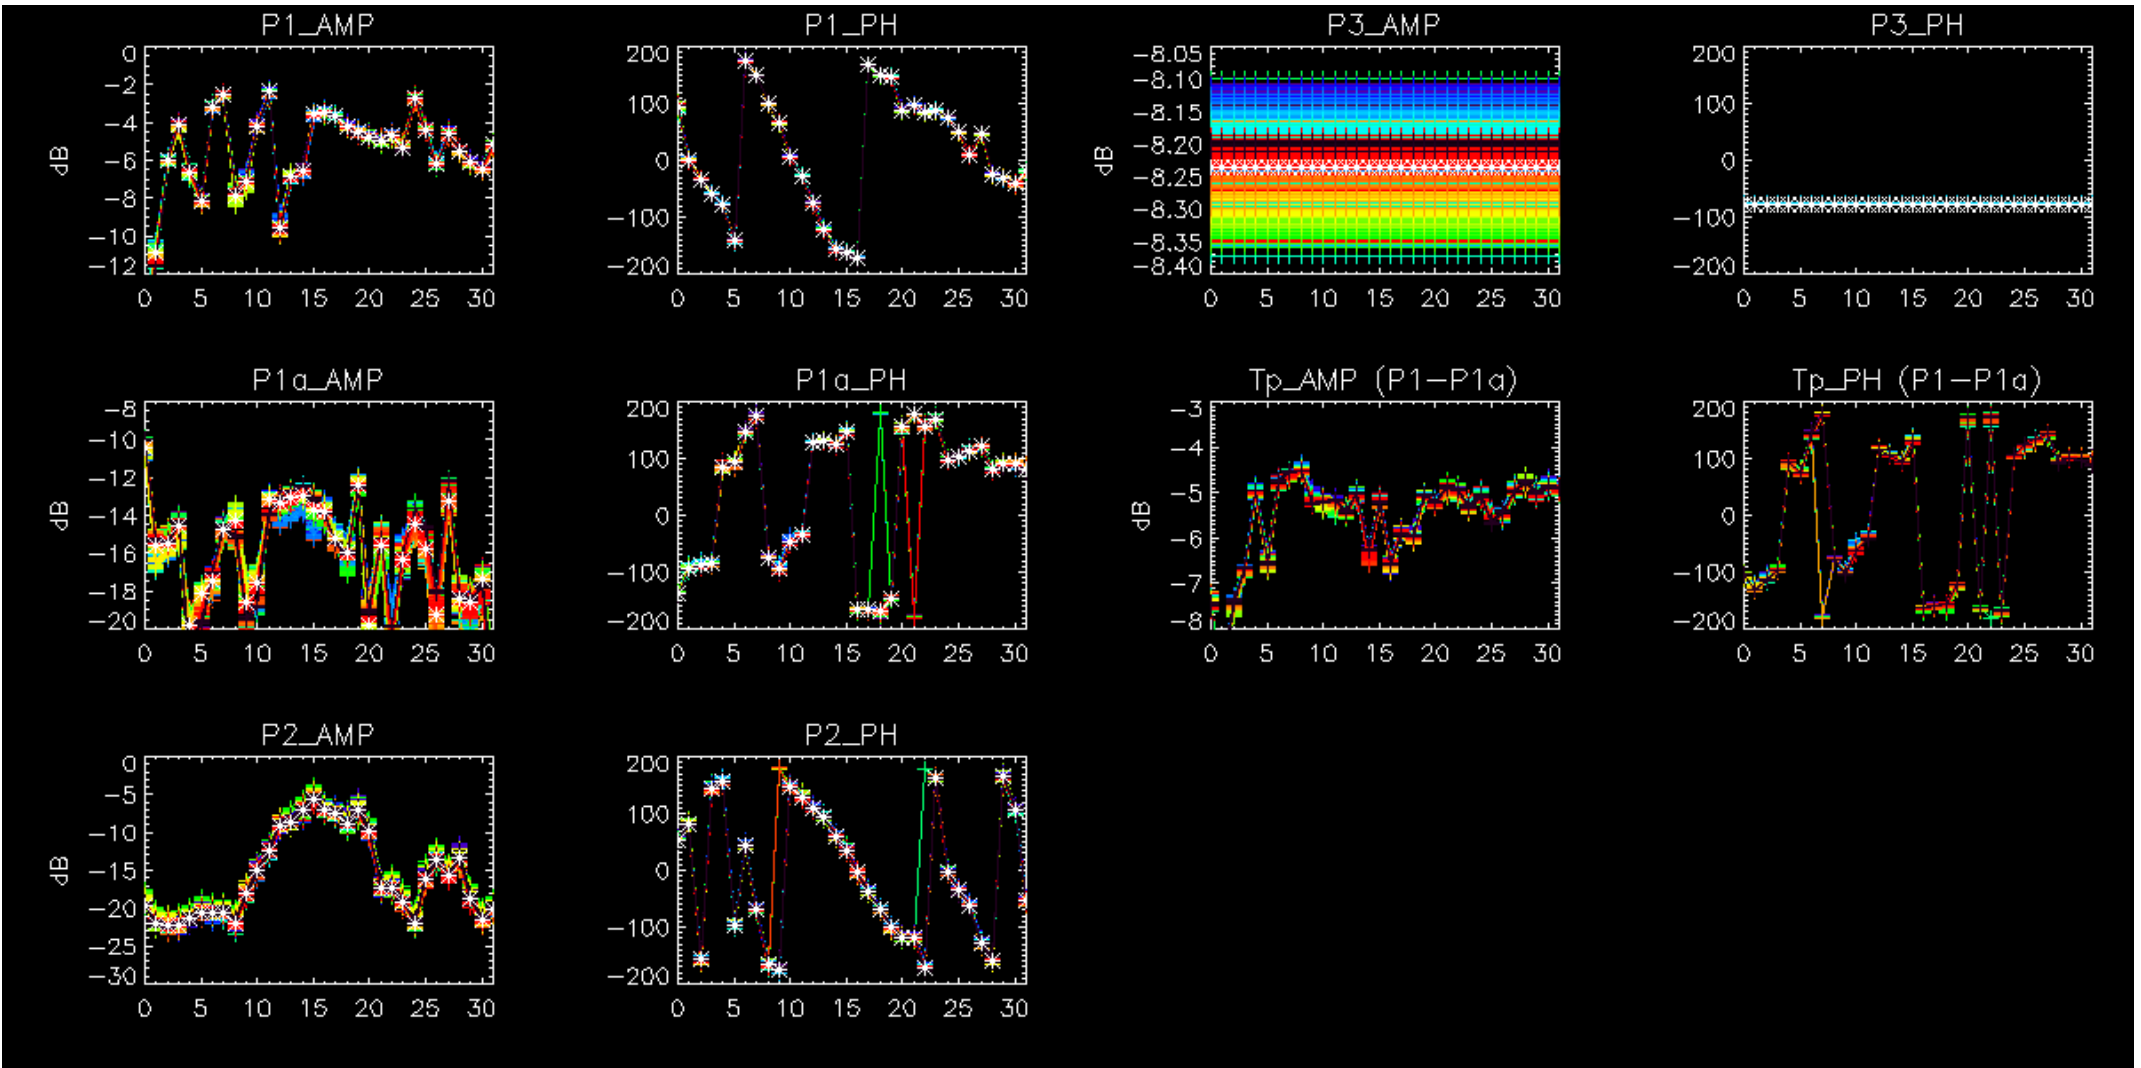 P1_AMP
0
−2
−4
−6
−8
−10
−12
dB
0 5 10 15 20 25 30
P1_PH
200
100
0
−100
−200
0 5 10 15 20 25 30
P3_AMP
−8.05
−8.10
−8.15
−8.20
−8.25
−8.30
−8.35
−8.40
dB
0 5 10 15 20 25 30
P3_PH
200
100
0
−100
−200
0 5 10 15 20 25 30
P1a_AMP
−8
−10
−12
−14
−16
−18
−20
dB
0 5 10 15 20 25 30
P1a_PH
200
100
0
−100
−200
0 5 10 15 20 25 30
Tp_AMP (P1−P1a)
−3
−4
−5
−6
−7
−8
dB
0 5 10 15 20 25 30
Tp_PH (P1−P1a)
200
100
0
−100
−200
0 5 10 15 20 25 30
P2_AMP
0
−5
−10
−15
−20
−25
−30
dB
0 5 10 15 20 25 30
P2_PH
200
100
0
−100
−200
0 5 10 15 20 25 30